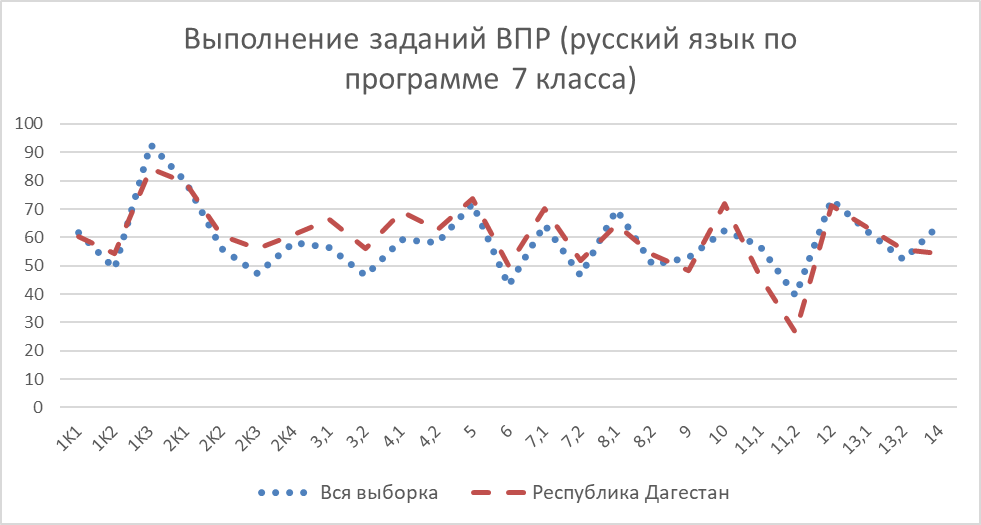 Выполнение заданий ВПР (русский язык по
программе 7 класса)
100
90
80
70
60
50
40
30
20
10
0
1К1 1К2 1К3 2К1 2К2 2К3 2К4 3,1 3,2 4,1 4,2 5 6 7,1 7,2 8,1 8,2 9 10 11,1 11,2 12 13,1 13,2 14
Вся выборка Республика Дагестан